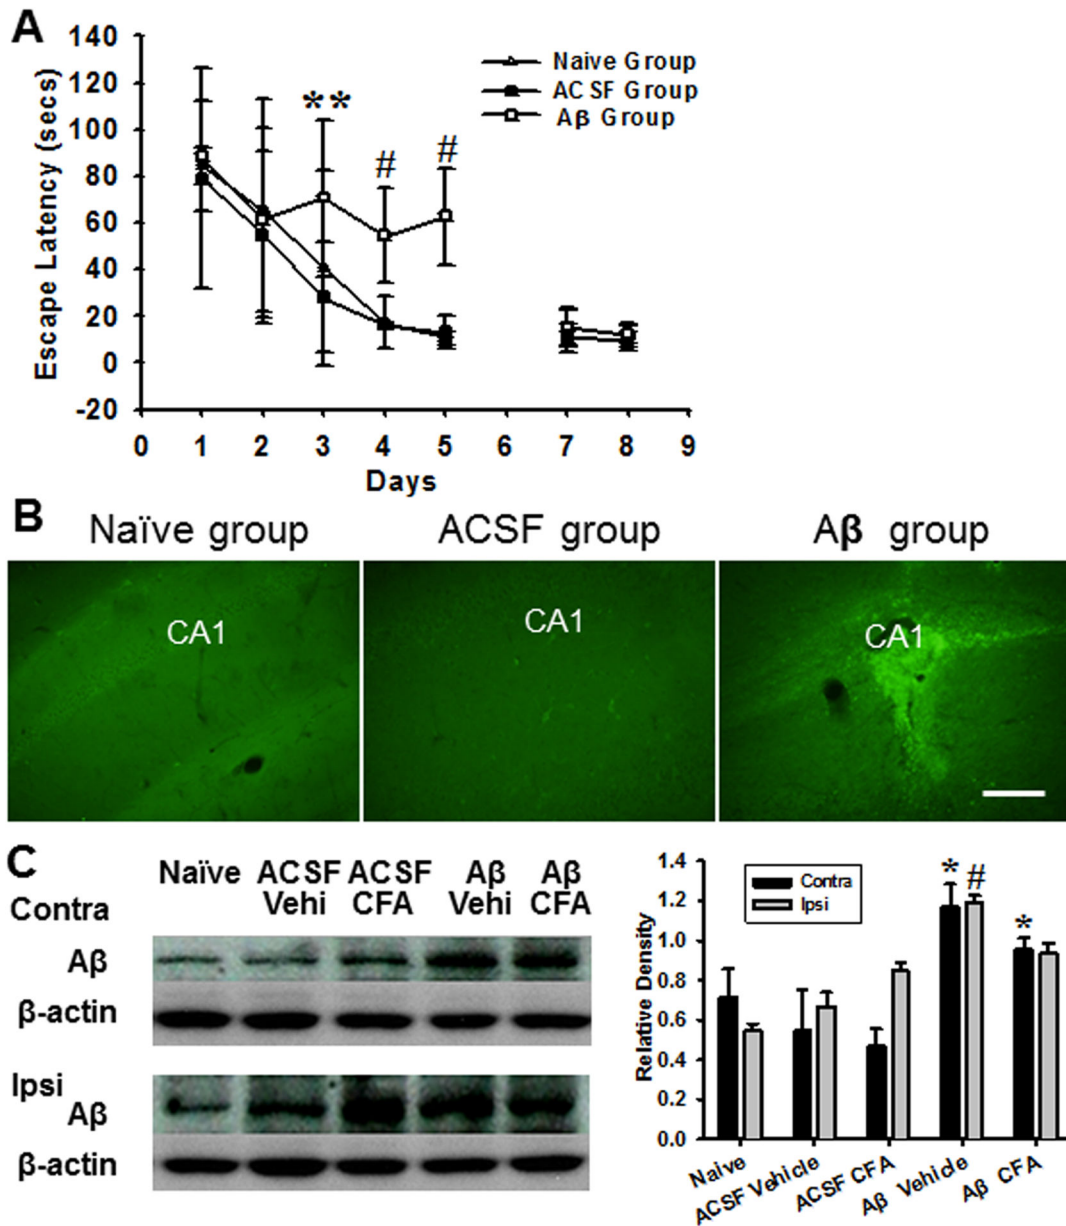 A
140
120
100
80
60
40
20
0
-20
Escape Latency (secs)
Naive Group
ACSF Group
Aβ Group
**
#
#
0 1 2 3 4 5 6 7 8 9
Days
B
Naïve group ACSF group Aβ group
CA1 CA1 CA1
C
Naïve ACSF ACSF Aβ Aβ
Vehi CFA Vehi CFA
Contra
Aβ
β-actin
Ipsi
Aβ
β-actin
1.4
1.2
1.0
0.8
0.6
0.4
0.2
0.0
Relative Density
Contra
Ipsi
* #
*
Naive
ACSF Vehicle
ACSF CFA
Aβ Vehicle
Aβ CFA